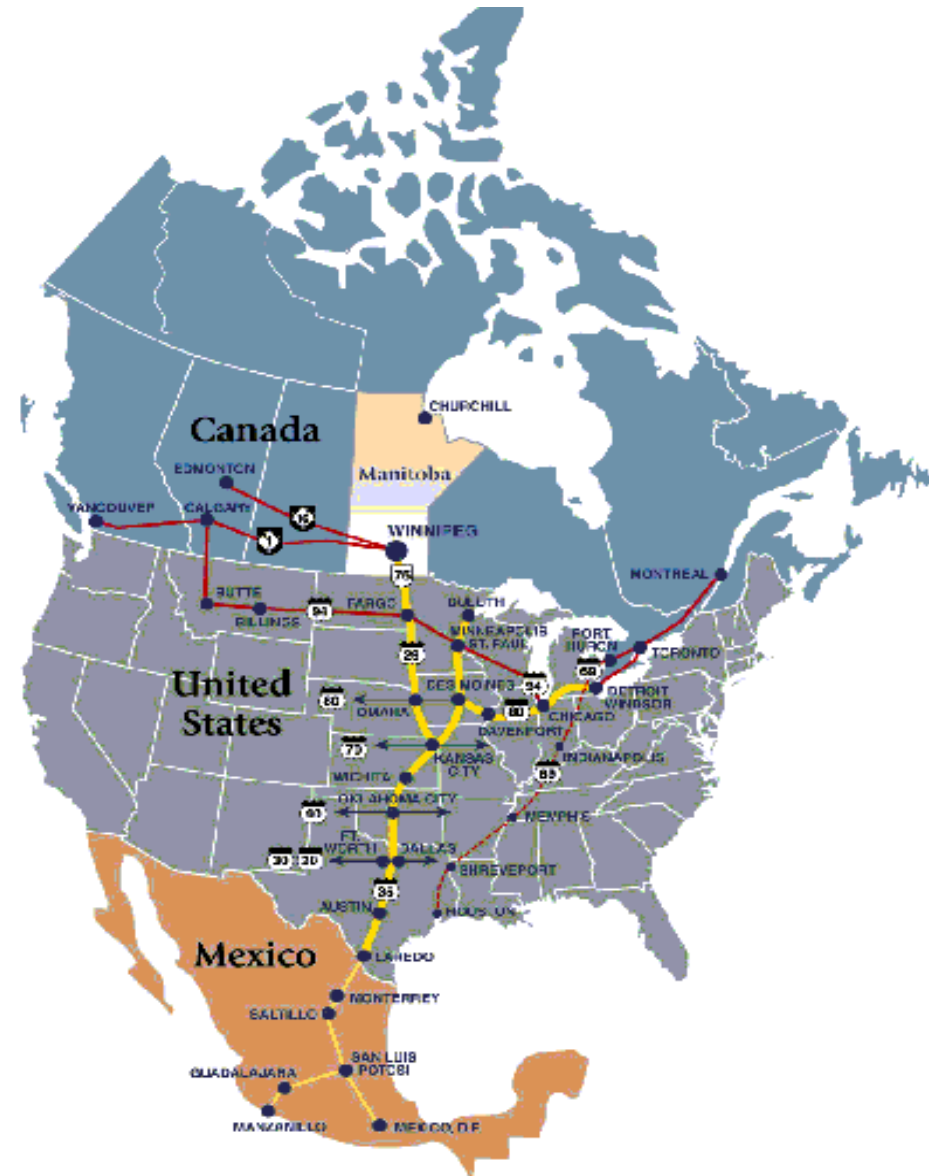 CHURCHILL
Canada
Manitoba
EDMONTON
VANCOUVER
CALGARY
16
1
WINNIPEG
75
MONTREAL
BUTTE
BILLINGS
94
FARGO
DULUTH
MINNEAPOLIS
ST. PAUL
PORT
HURON
TORONTO
69
29
United
States
DES MOINES
94
DETROIT
WINDSOR
80
OMAHA
80
CHICAGO
DAVENPORT
70
KANSAS
CITY
INDIANAPOLIS
WICHITA
69
OKLAHOMA CITY
MEMPHIS
FT.
WORTH
DALLAS
30
20
SHREVEPORT
35
AUSTIN
HOUSTON
Mexico
LAREDO
MONTERREY
SALTILLO
SAN LUIS
POTOSI
GUADALAJARA
MANZANILLO
MEXICO, D.F.